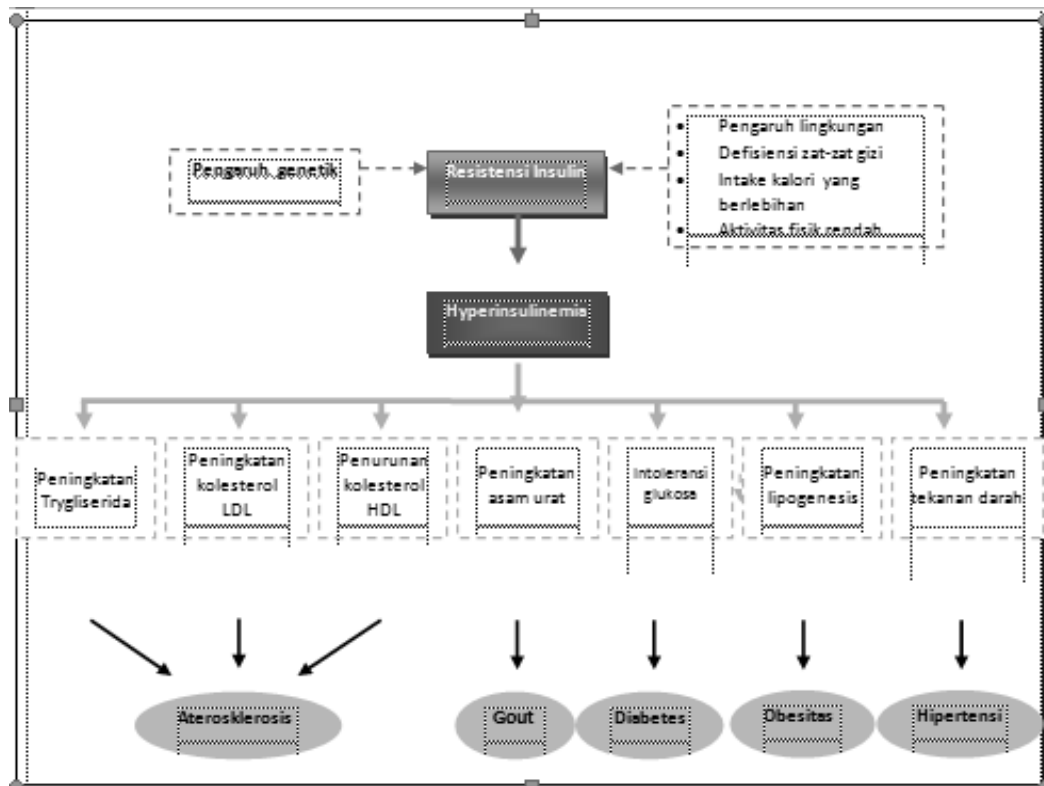 Pengaruh genetik
Resistensi Insulin
Pengaruh lingkungan
Defisiensi zat-zat gizi
Intake kalori yang
berlebihan
Aktivitas fisik rendah
Hyperinsulinemia
Peningkatan
Trygliserida
Peningkatan
kolesterol
LDL
Penurunan
kolesterol
HDL
Peningkatan
asam urat
Intoleransi
glukosa
Peningkatan
lipogenesis
Peningkatan
tekanan darah
Aterosklerosis
Gout
Diabetes
Obesitas
Hipertensi